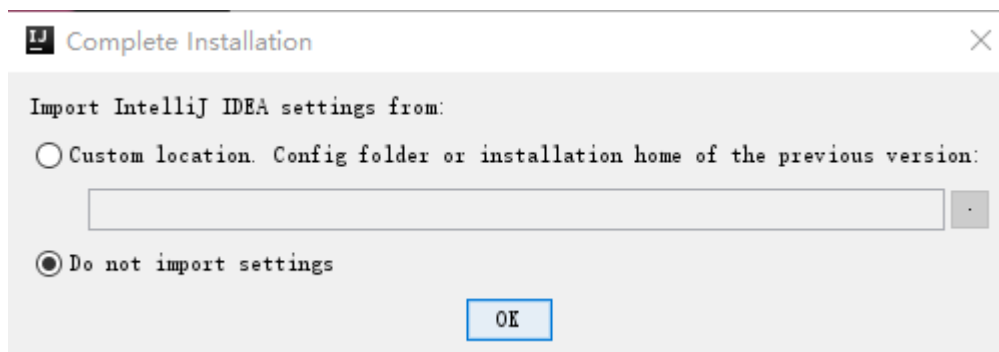 IJ Complete Installation
Import IntelliJ IDEA settings from:
Custom location. Config folder or installation home of the previous version:
.
Do not import settings
OK